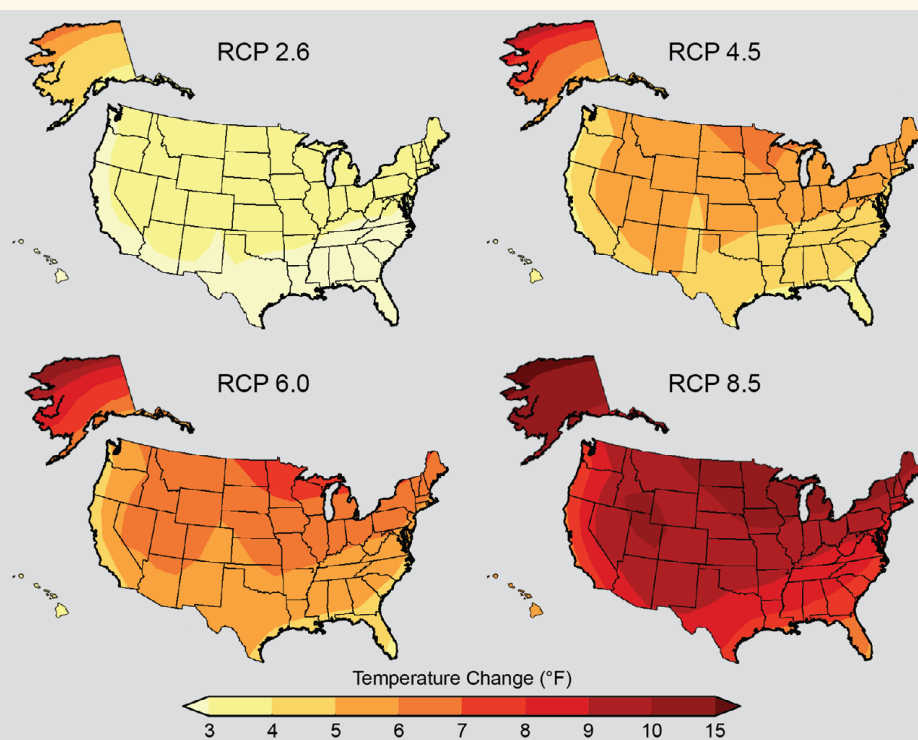 RCP 2.6
RCP 4.5
RCP 6.0
RCP 8.5
Temperature Change (°F)
3 4 5 6 7 8 9 10 15